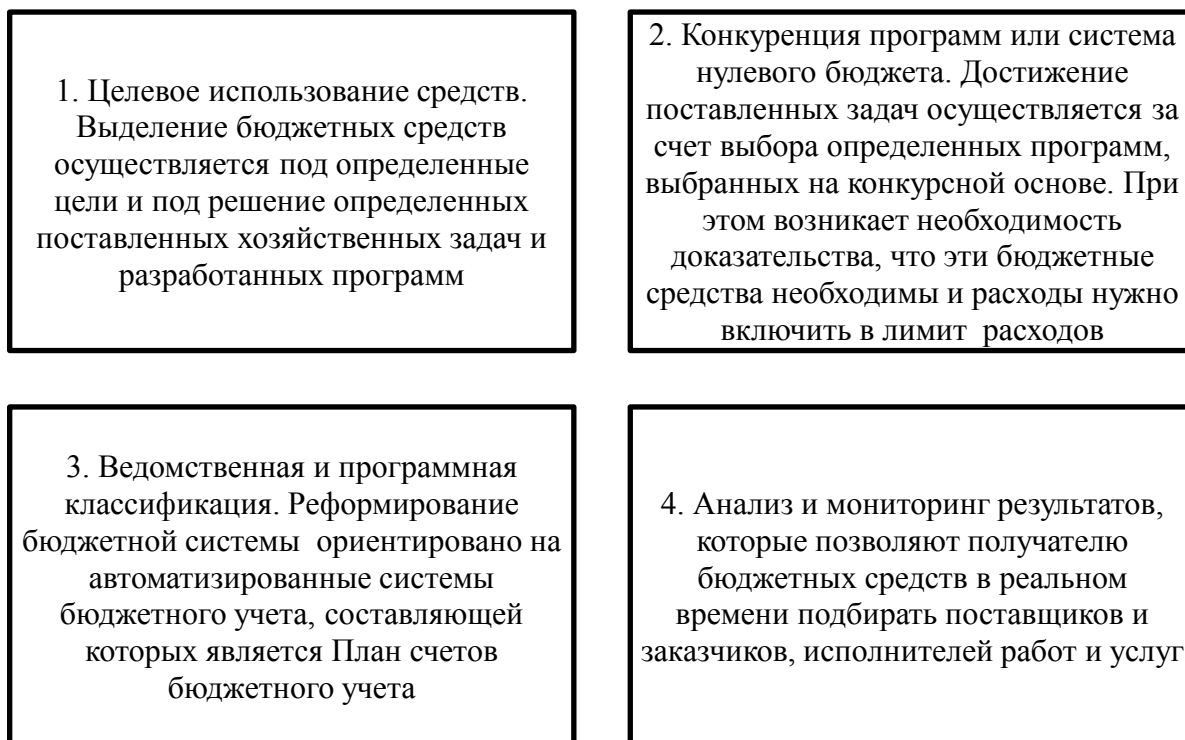 1. Целевое использование средств.
Выделение бюджетных средств
осуществляется под определенные
цели и под решение определенных
поставленных хозяйственных задач и
разработанных программ
2. Конкуренция программ или система
нулевого бюджета. Достижение
поставленных задач осуществляется за
счет выбора определенных программ,
выбранных на конкурсной основе. При
этом возникает необходимость
доказательства, что эти бюджетные
средства необходимы и расходы нужно
включить в лимит расходов
3. Ведомственная и программная
классификация. Реформирование
бюджетной системы ориентировано на
автоматизированные системы
бюджетного учета, составляющей
которых является План счетов
бюджетного учета
4. Анализ и мониторинг результатов,
которые позволяют получателю
бюджетных средств в реальном
времени подбирать поставщиков и
заказчиков, исполнителей работ и услуг